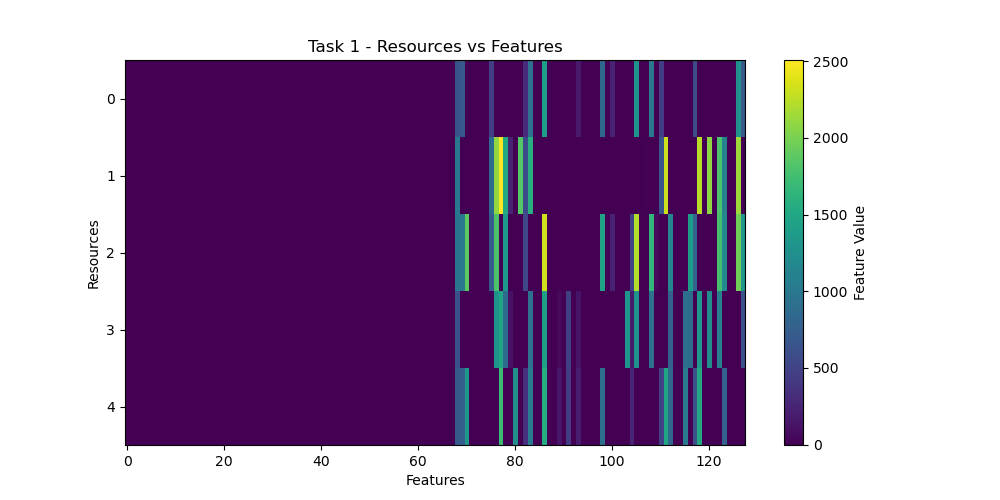 Task 1 - Resources vs Features
0
1
2
3
4
Resources
0 20 40 60 80 100 120
Features
2500
2000
1500
1000
500
0
Feature Value